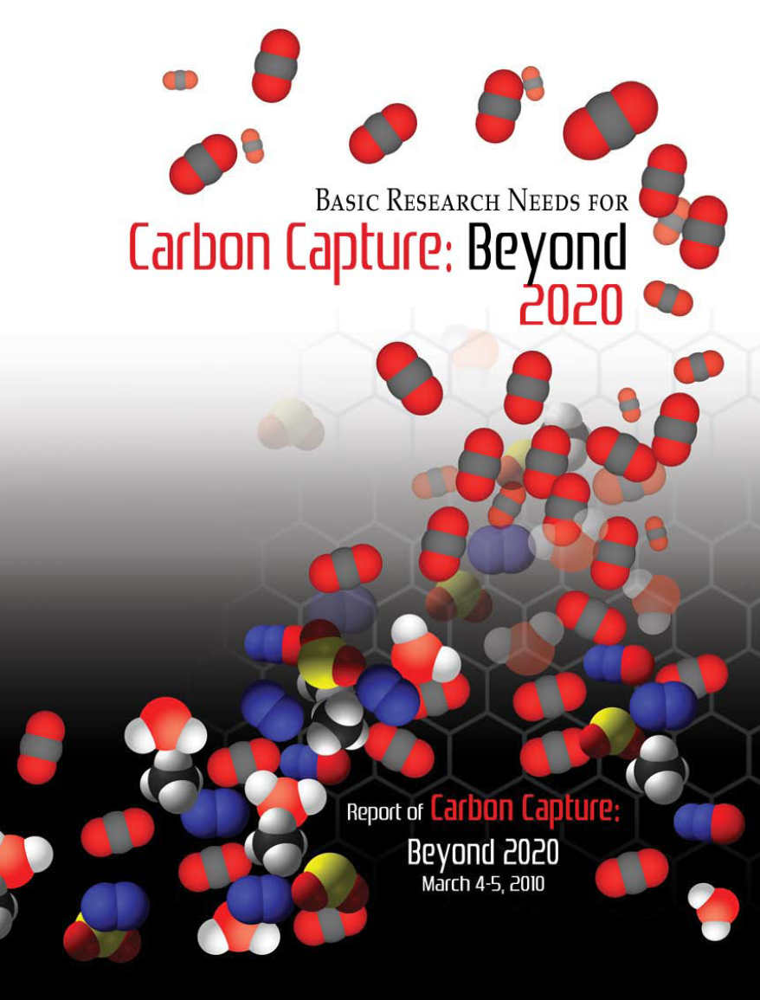 Basic Research Needs for
Carbon Capture: Beyond
2020
Report of Carbon Capture:
Beyond 2020
March 4-5, 2010